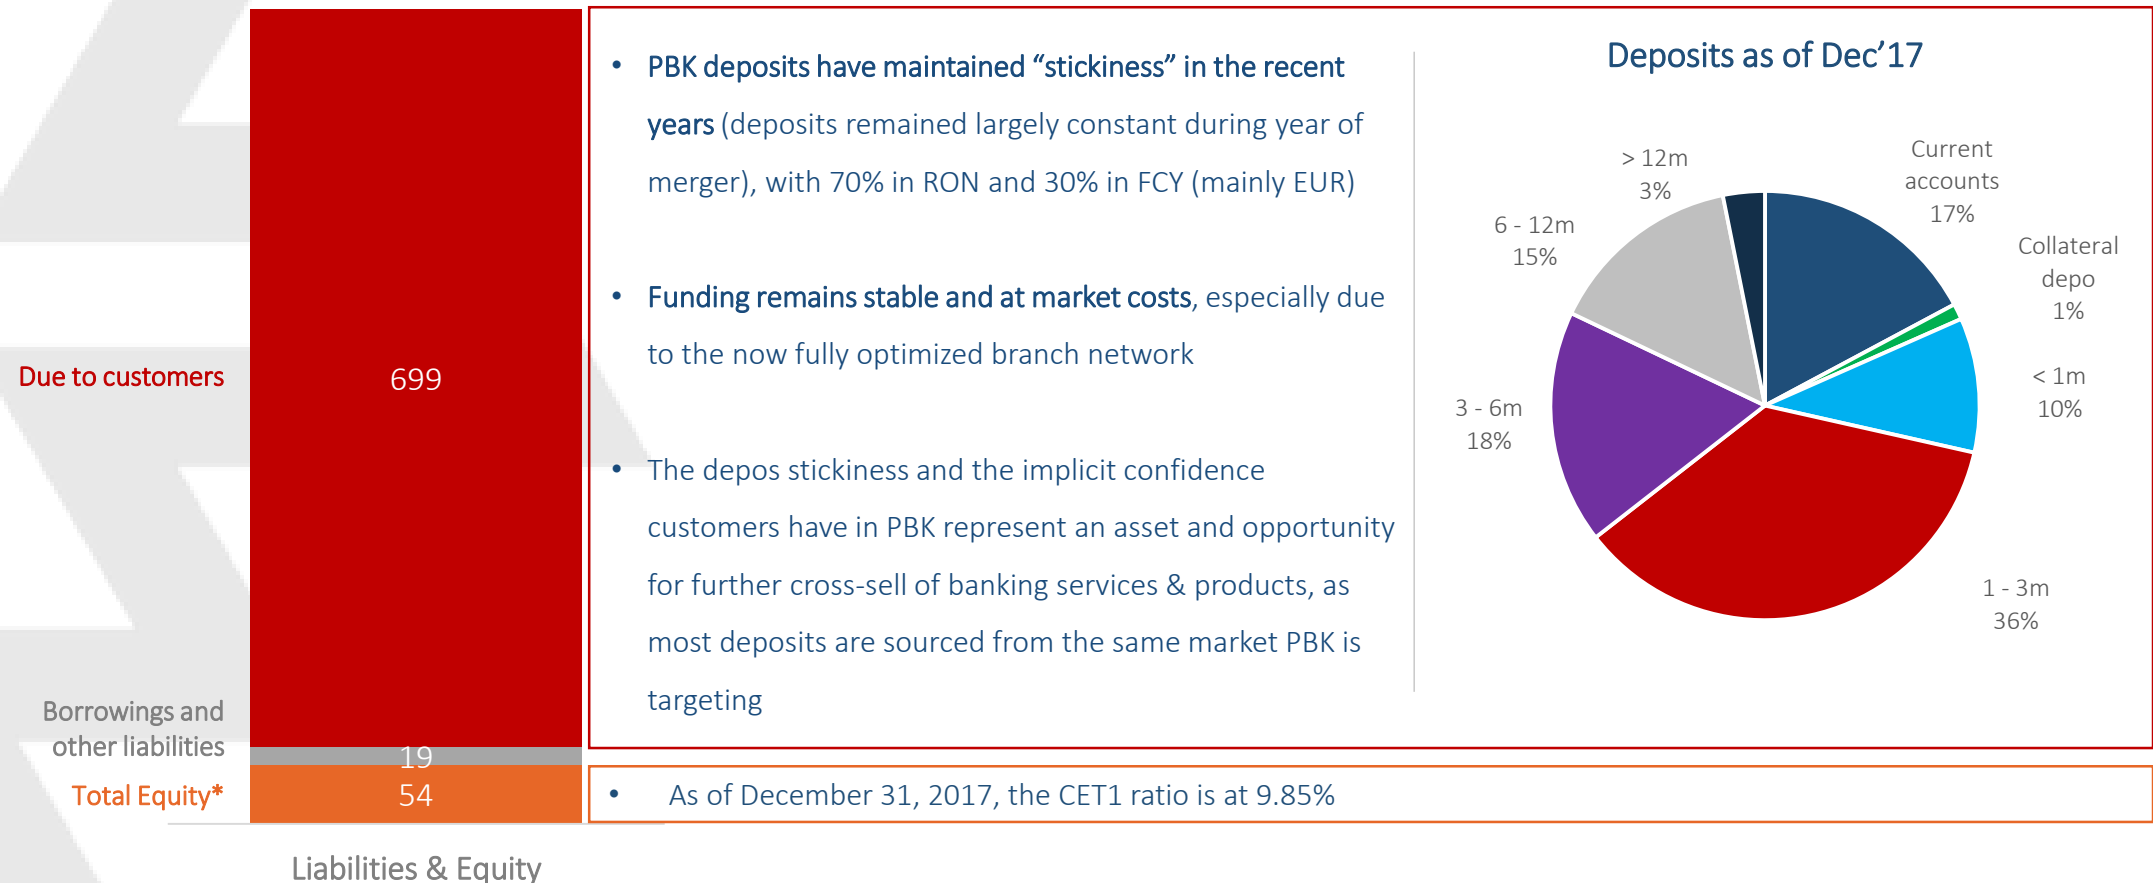 Due to customers
699
Borrowings and
other liabilities
19
Total Equity*
54
Liabilities & Equity
• PBK deposits have maintained “stickiness” in the recent
years (deposits remained largely constant during year of
merger), with 70% in RON and 30% in FCY (mainly EUR)
• Funding remains stable and at market costs, especially due
to the now fully optimized branch network
• The depos stickiness and the implicit confidence
customers have in PBK represent an asset and opportunity
for further cross-sell of banking services & products, as
most deposits are sourced from the same market PBK is
targeting
• As of December 31, 2017, the CET1 ratio is at 9.85%
Deposits as of Dec’17
Current
accounts
17%
Collateral
depo
1%
< 1m
10%
1 - 3m
36%
3 - 6m
18%
6 - 12m
15%
> 12m
3%